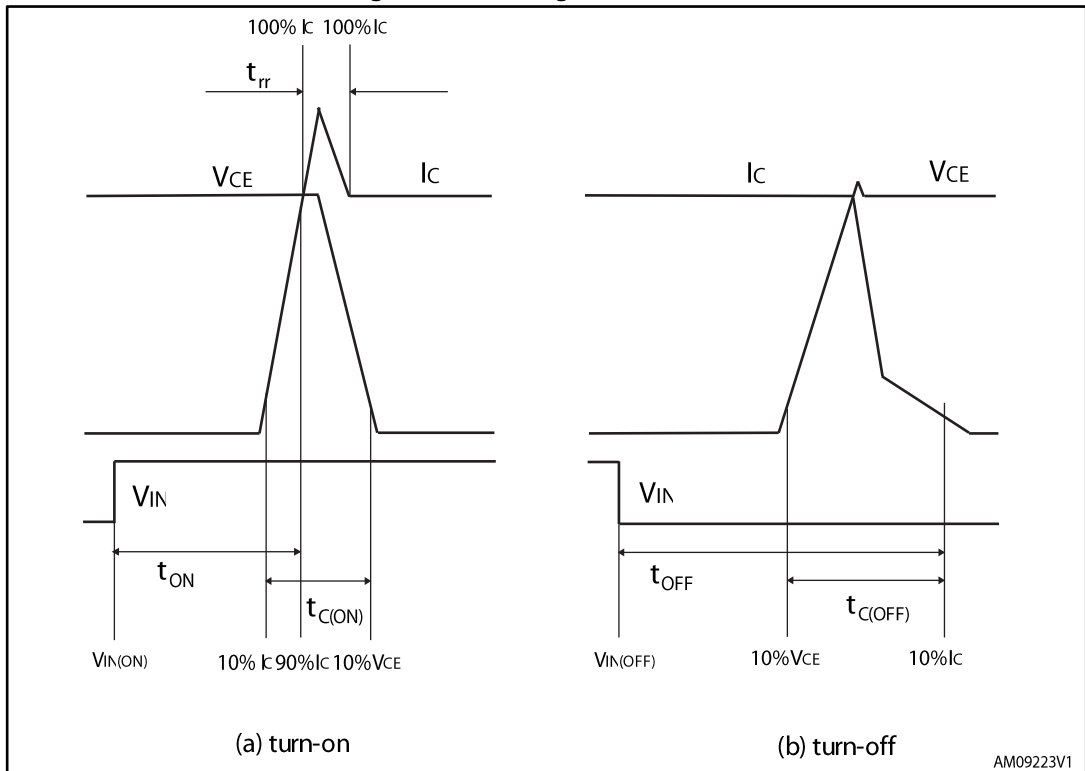 100% IC 100% IC
trr
VCE
IC
VIN
tON
tC(ON)
VIN(ON)
10% IC 90% IC 10% VCE
(a) turn-on
IC
VCE
VIN
tOFF
tC(OFF)
VIN(OFF)
10% VCE
10% IC
(b) turn-off
AM09223V1